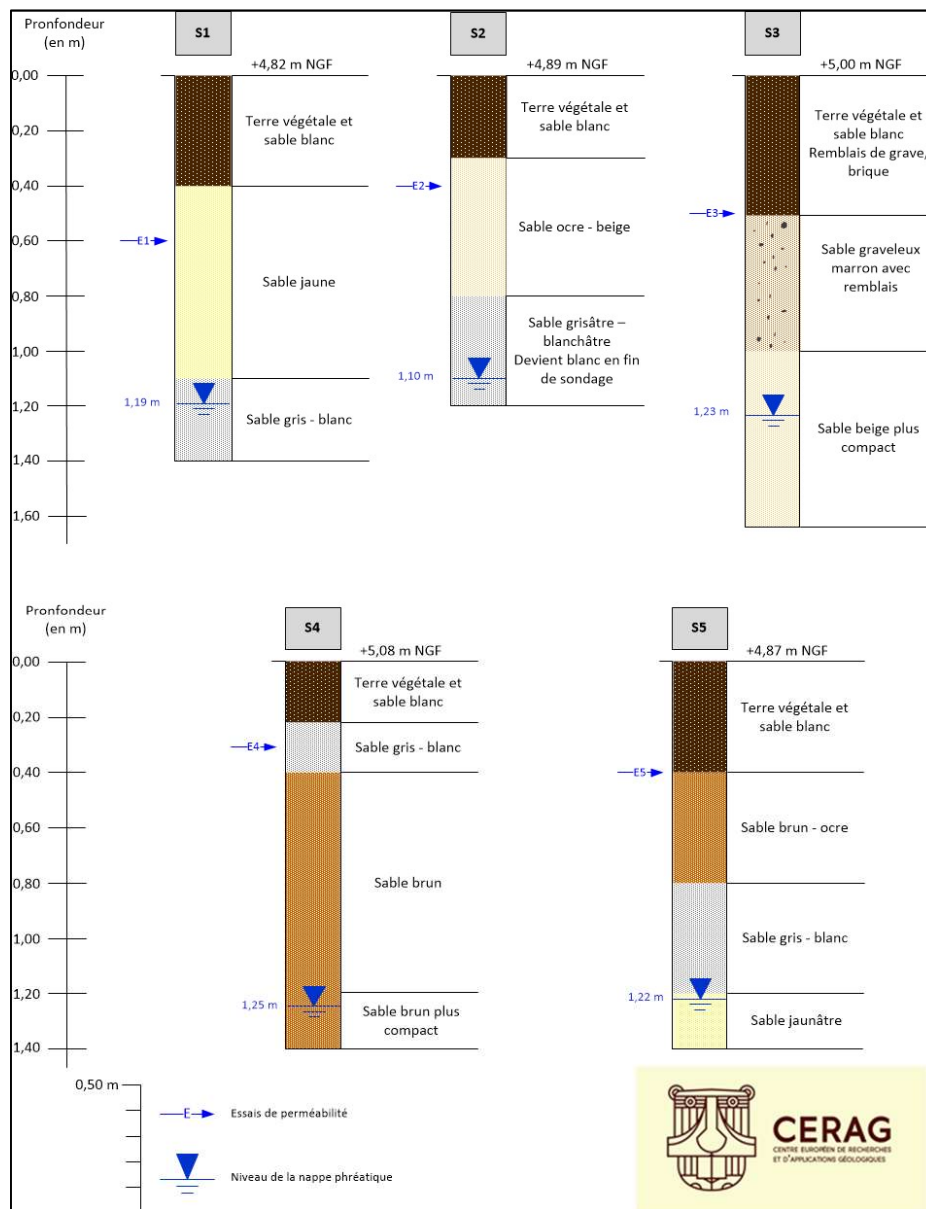 Pronfondeur
(en m)
S1
S2
S3
+4,82 m NGF
+4,89 m NGF
+5,00 m NGF
0,00
0,20
0,40
0,60
0,80
1,00
1,20
1,40
1,60
Terre végétale et
sable blanc
E1
Sable jaune
1,19 m
Sable gris - blanc
Terre végétale et
sable blanc
E2
Sable ocre - beige
Sable grisâtre –
blanchâtre
Devient blanc en fin
de sondage
1,10 m
Terre végétale et
sable blanc
Remblais de grave,
brique
E3
Sable graveleux
marron avec
remblais
1,23 m
Sable beige plus
compact
Pronfondeur
(en m)
S4
S5
+5,08 m NGF
+4,87 m NGF
0,00
0,20
0,40
0,60
0,80
1,00
1,20
1,40
Terre végétale et
sable blanc
E4
Sable gris - blanc
Sable brun
1,25 m
Sable brun plus
compact
Terre végétale et
sable blanc
E5
Sable brun - ocre
Sable gris - blanc
1,22 m
Sable jaunâtre
0,50 m
E
Essais de perméabilité
Niveau de la nappe phréatique
CERAG
CENTRE EUROPÉEN DE RECHERCHES
ET D'APPLICATIONS GÉOLOGIQUES